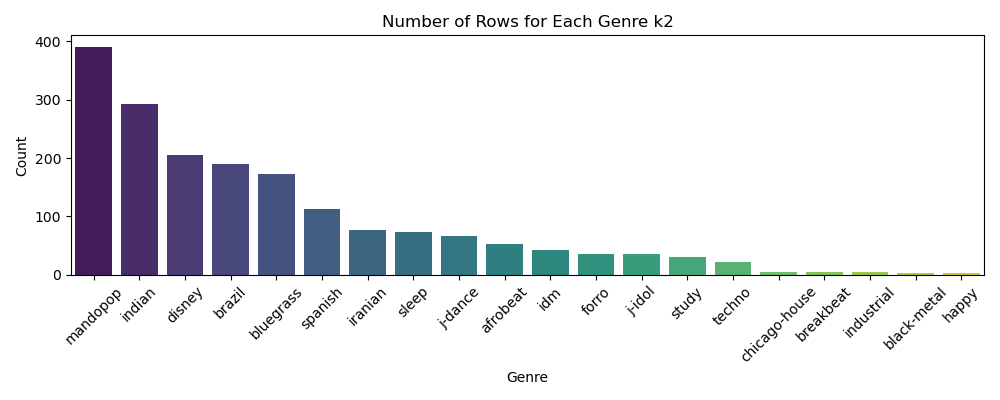 Number of Rows for Each Genre k2
400
300
200
100
0
Count
mandopop
indian
disney
brazil
bluegrass
spanish
iranian
sleep
j-dance
afrobeat
idm
forro
j-idol
study
techno
chicago-house
breakbeat
industrial
black-metal
happy
Genre